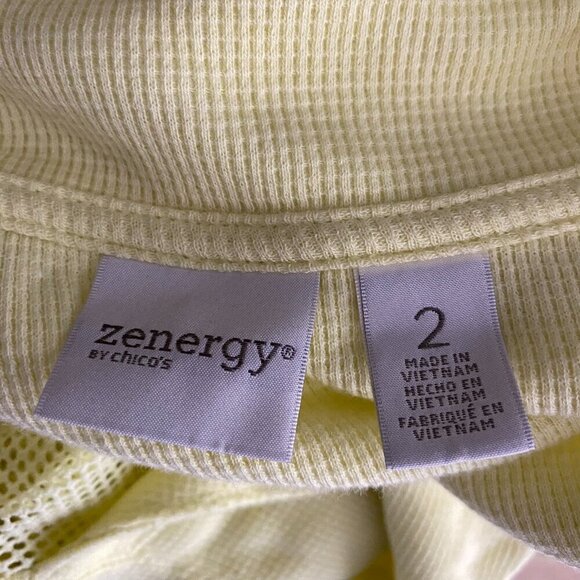 zenergy®
BY chico's
2
MADE IN
VIETNAM
HECHO EN
VIETNAM
FABRIQUÉ EN
VIETNAM